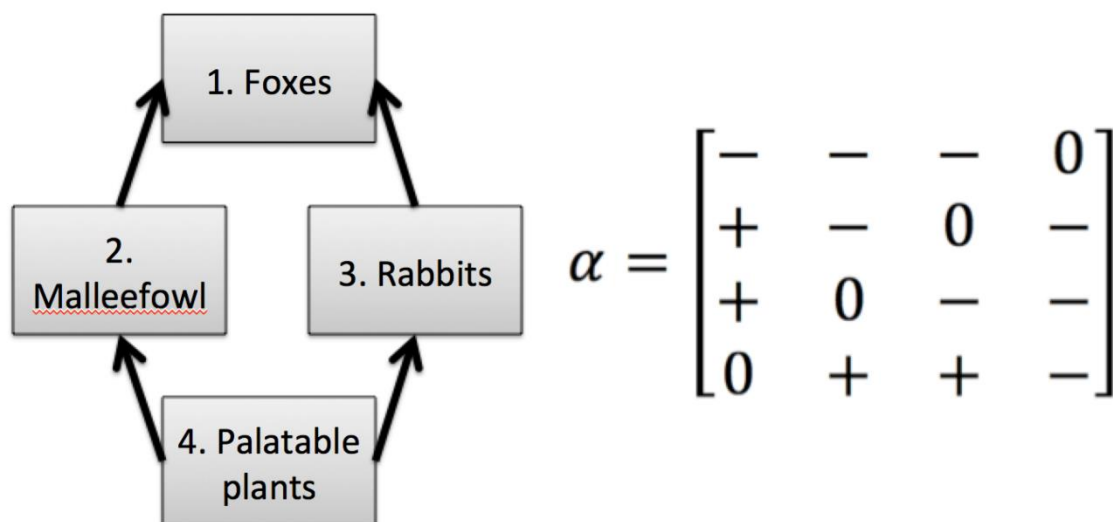 1. Foxes
2.
Malleefowl
3. Rabbits
4. Palatable
plants
α =
− − − 0
+ − 0 −
+ 0 − −
0 + + −